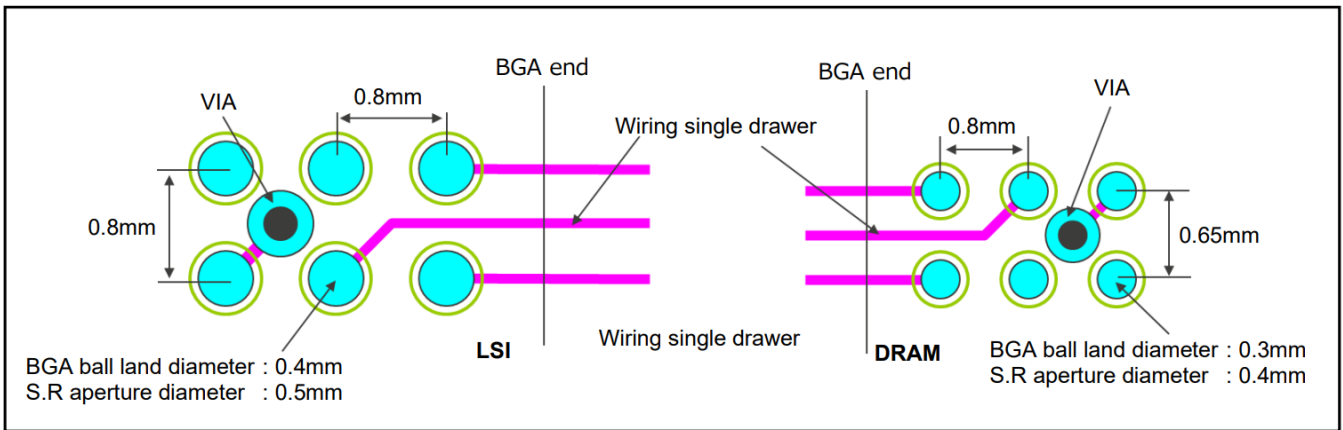 BGA end
VIA
0.8mm
0.8mm
BGA ball land diameter : 0.4mm
S.R aperture diameter : 0.5mm
LSI
Wiring single drawer
Wiring single drawer
BGA end
VIA
0.8mm
0.65mm
DRAM
BGA ball land diameter : 0.3mm
S.R aperture diameter : 0.4mm